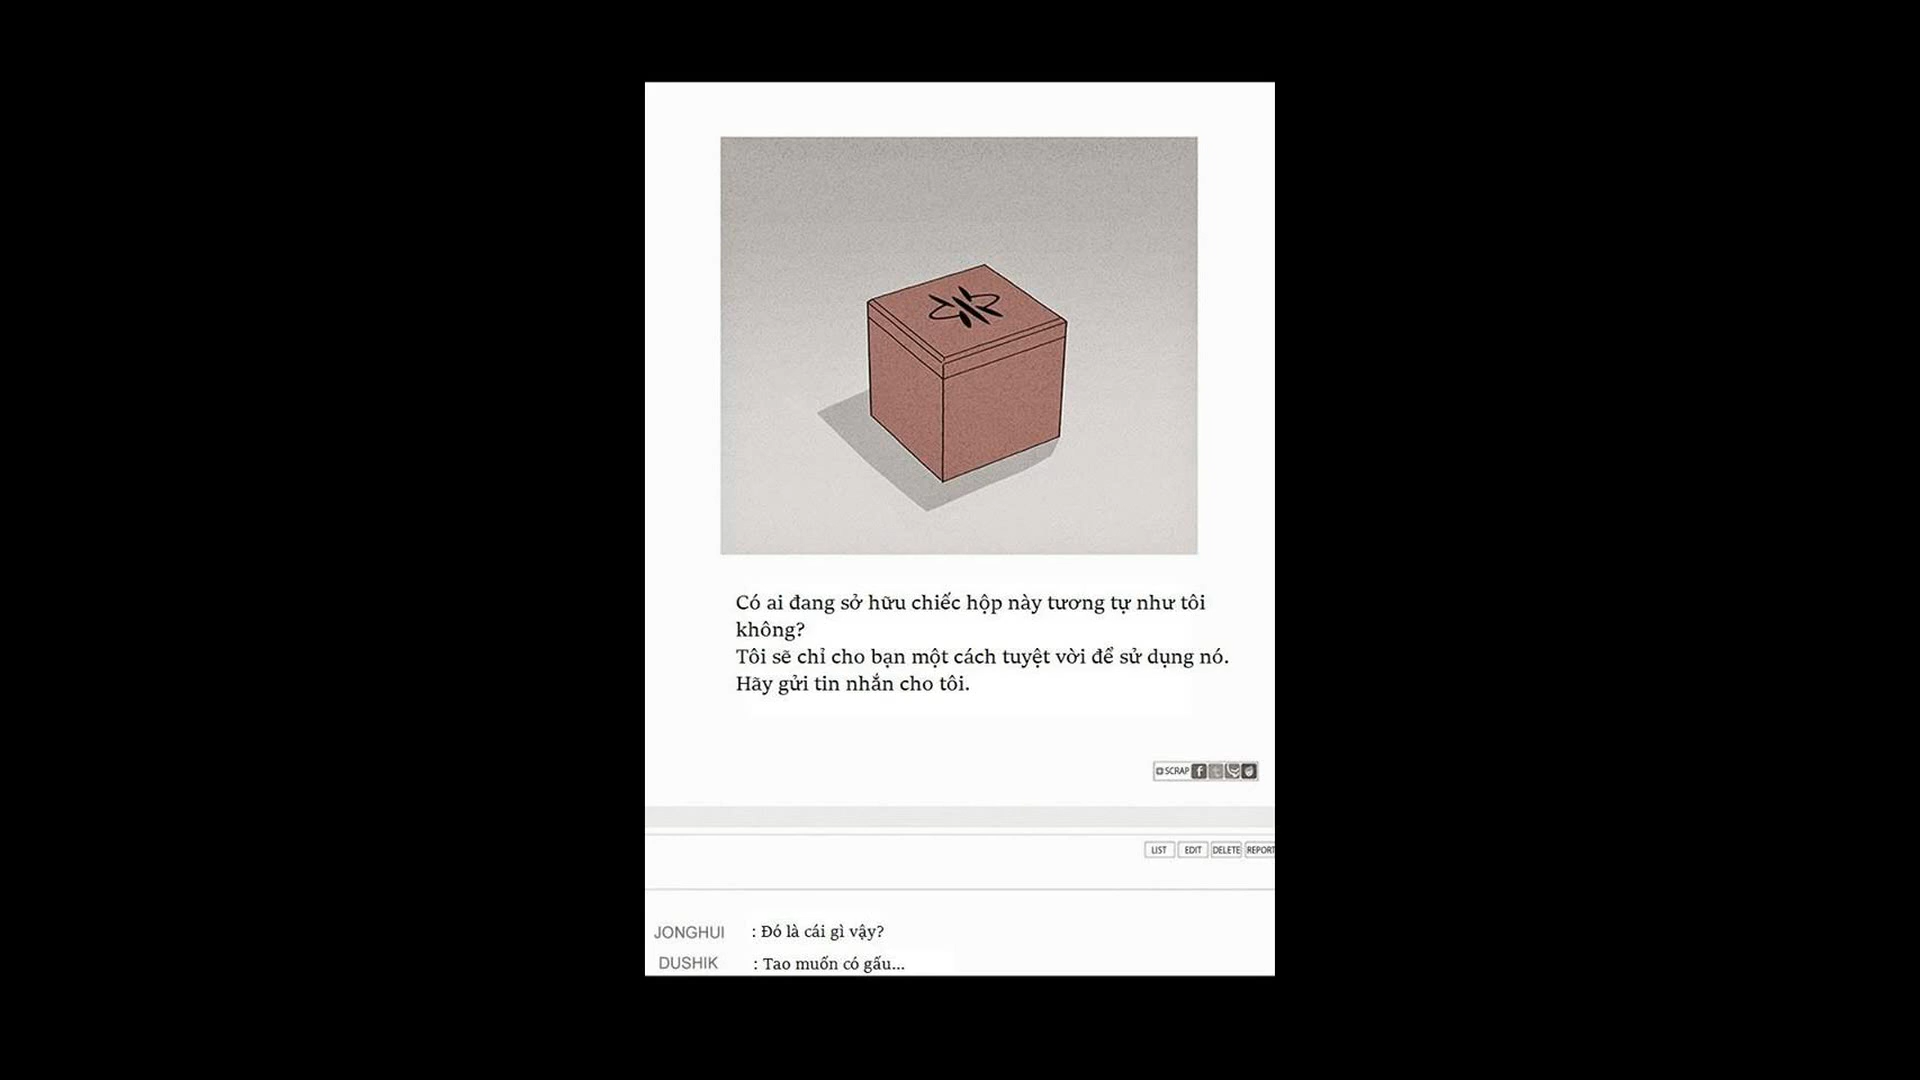 Có ai đang sở hữu chiếc hộp này tương tự như tôi
không?
Tôi sẽ chỉ cho bạn một cách tuyệt vời để sử dụng nó.
Hãy gửi tin nhắn cho tôi.
SCRAP
LIST EDIT DELETE REPORT
JONGHUI : Đó là cái gì vậy?
DUSHIK : Tao muốn có gấu...